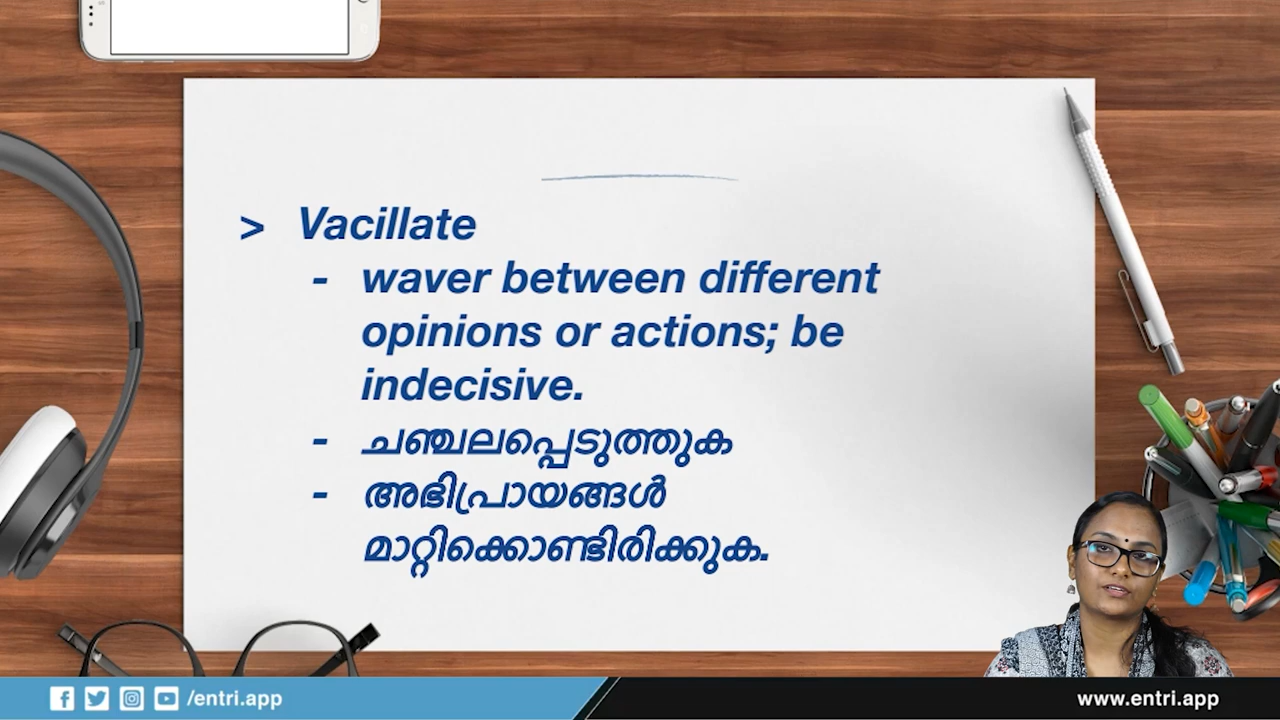 > Vacillate
- waver between different
opinions or actions; be
indecisive.
- ചഞ്ചലപ്പെടുത്തുക
- അഭിപ്രായങ്ങൾ
മാറ്റിക്കൊണ്ടിരിക്കുക.
/entri.app
www.entri.app